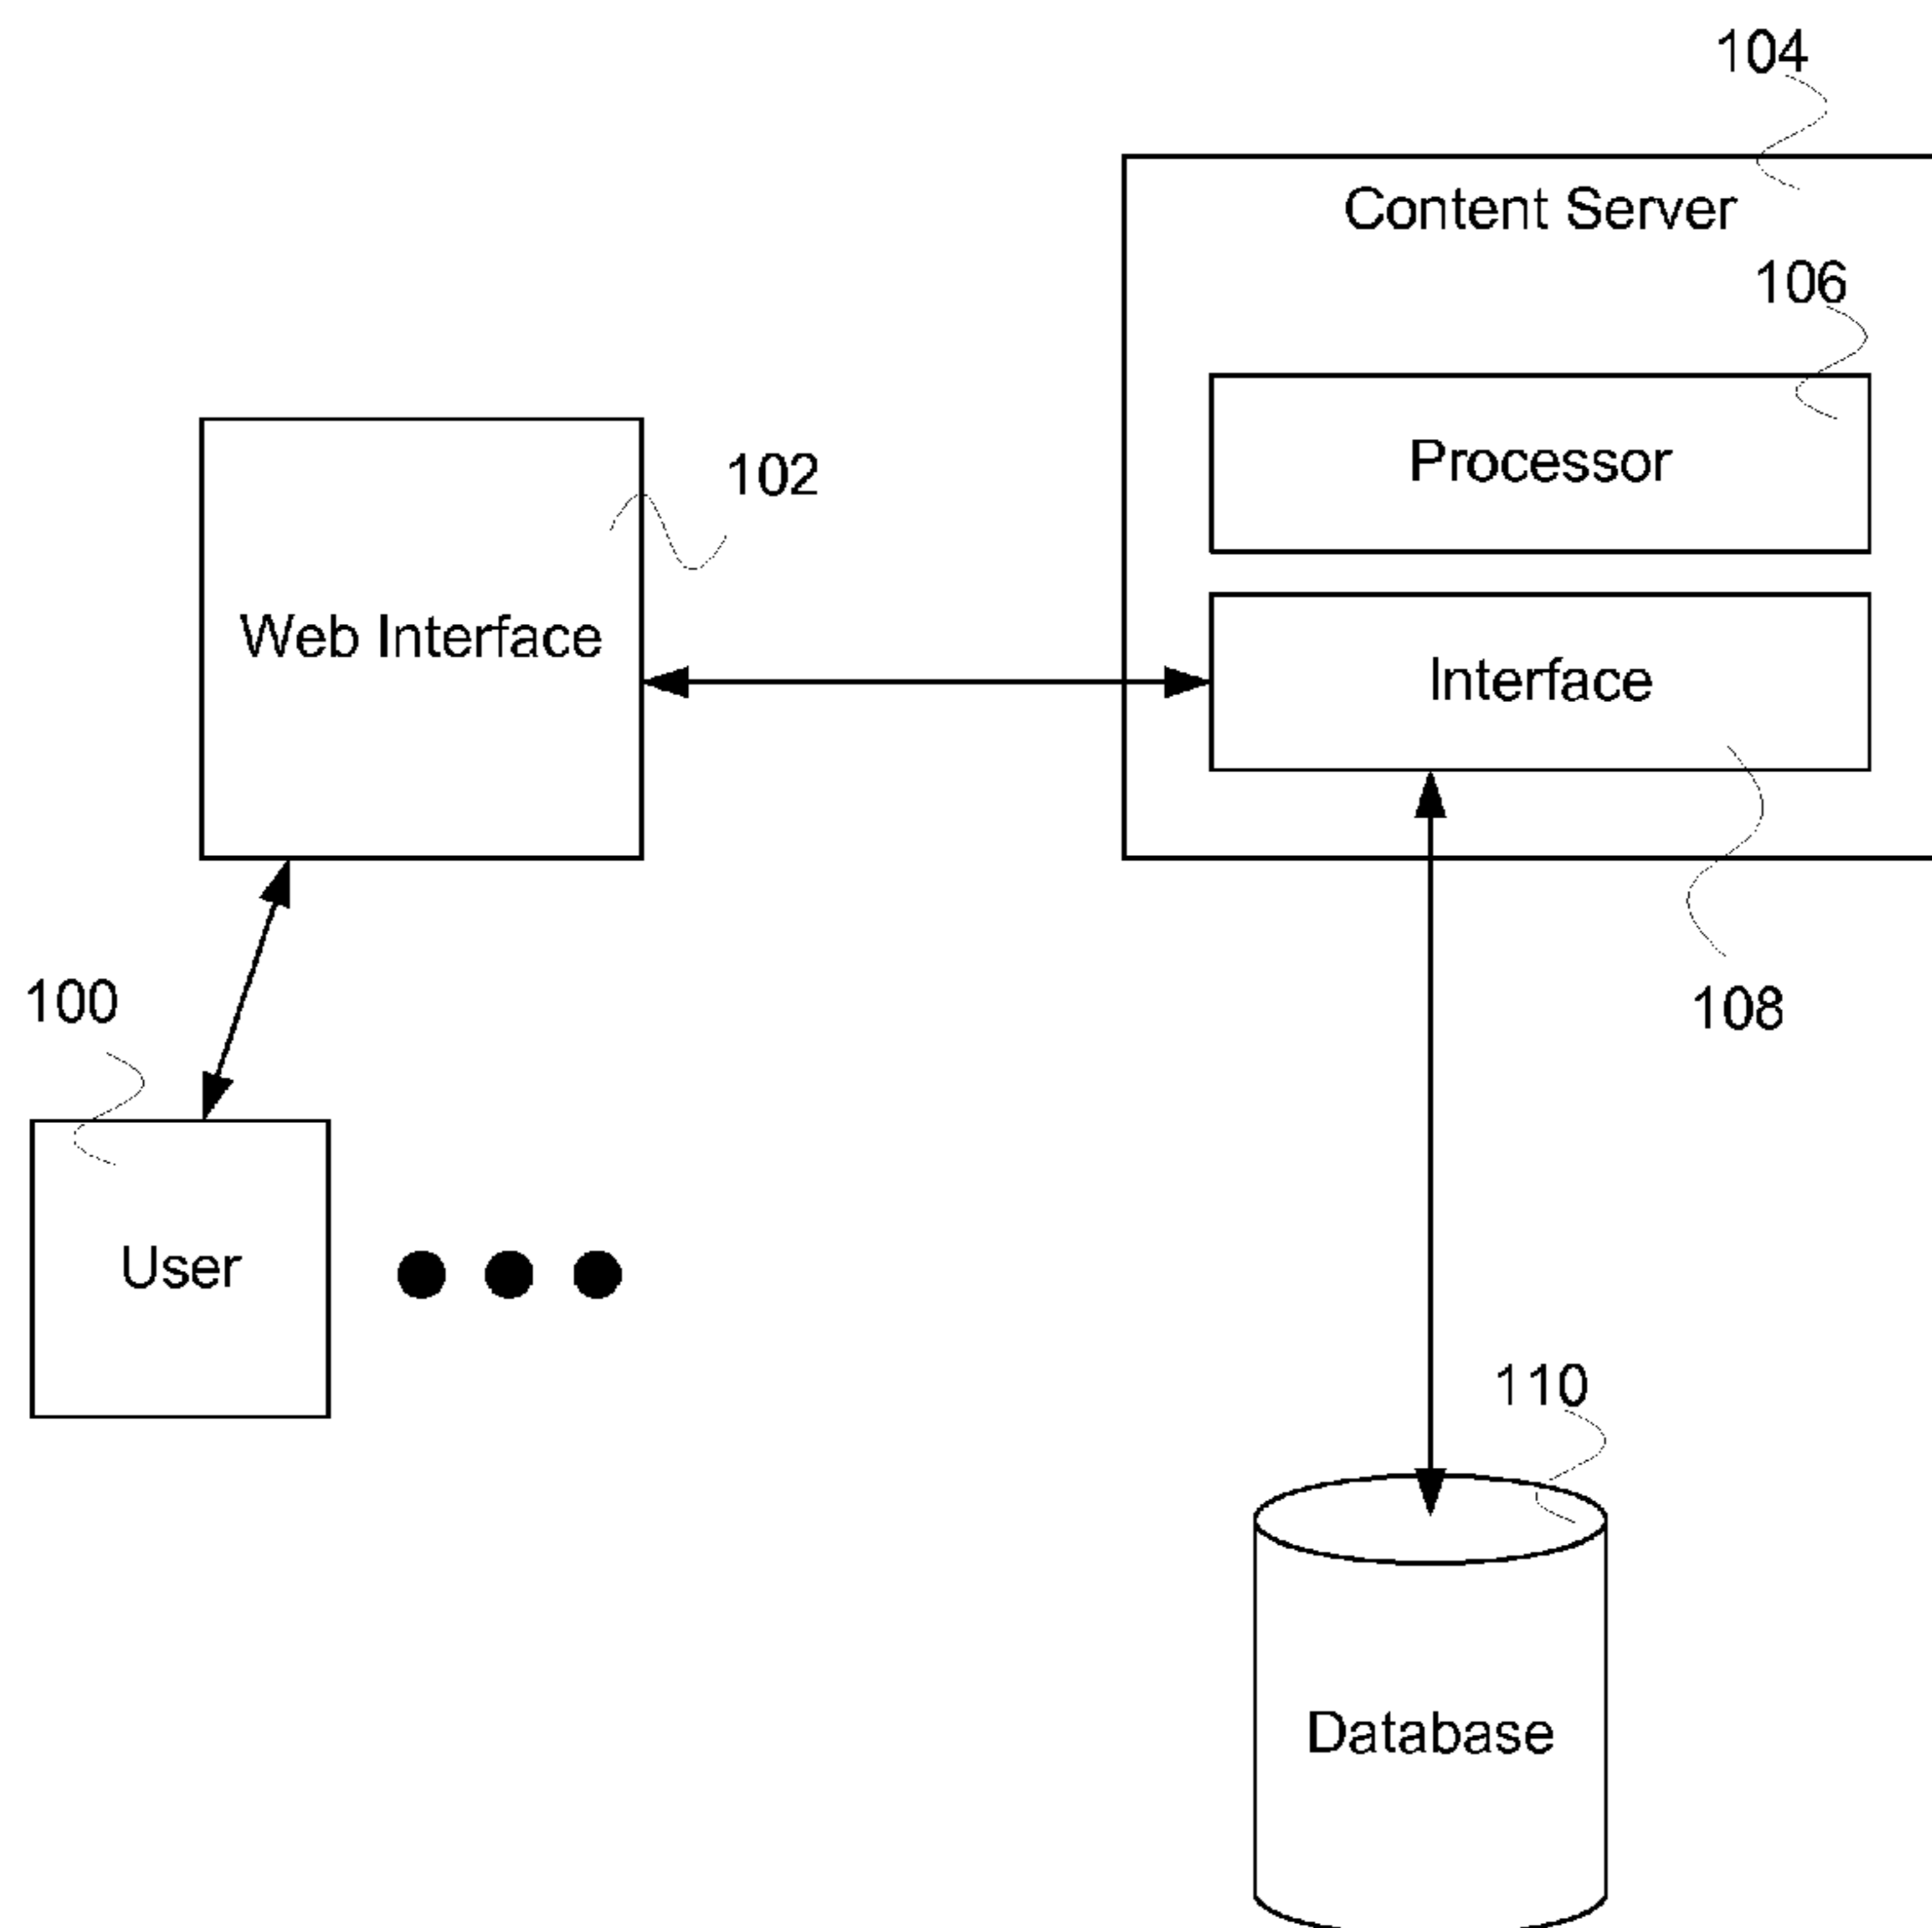 104
Content Server
106
Processor
102
Web Interface
Interface
100
108
User
110
Database